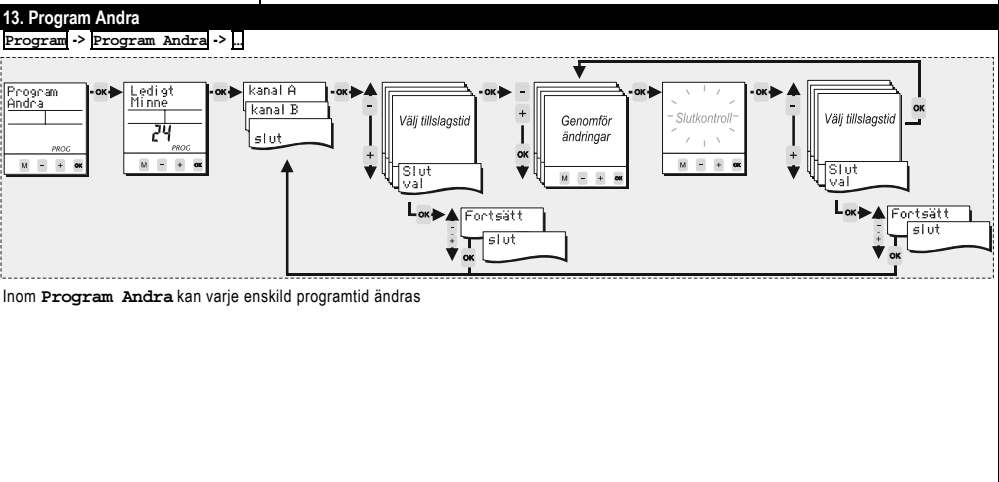 13. Program Andra
Program -> Program Andra -> …
Program
Andra
PROG
M - + OK
OK
Ledigt
Minne
24
PROG
M - + OK
OK
kanal A
kanal B
slut
OK
-
+
Välj tillslagstid
Slut
val
OK
-
+
OK
Genomför
ändringar
M - + OK
OK
Slutkontroll
M - + OK
OK
-
+
Välj tillslagstid
Slut
val
OK
OK
-
+
OK
Fortsätt
slut
OK
-
+
OK
Fortsätt
slut
Inom Program Andra kan varje enskild programtid ändras